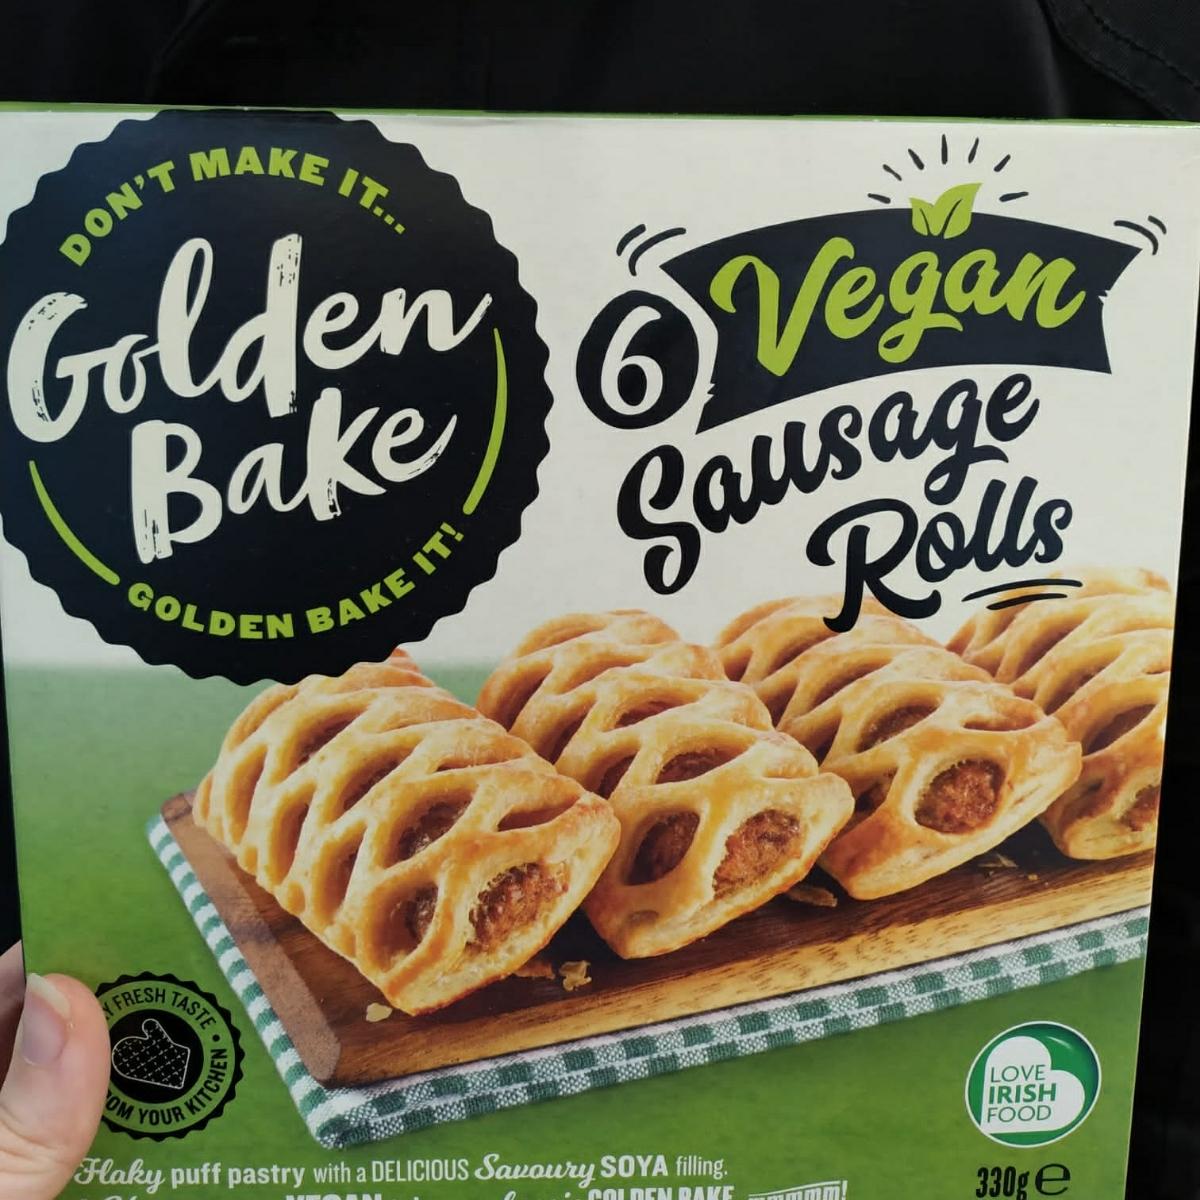 DON'T MAKE IT...
Golden
Bake
GOLDEN BAKE IT!
6
Vegan
Sausage
Rolls
FRESH TASTE •
YOUR KITCHEN
LOVE
IRISH
FOOD
Flaky puff pastry with a DELICIOUS Savoury SOYA filling.
VEGAN GOLDEN BAKE mmmmm!
330g e